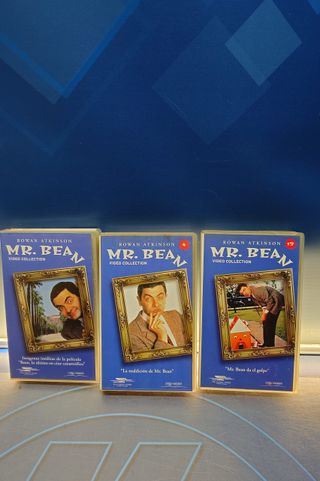 ROWAN ATKINSON
MR. BEAN
VIDEO COLLECTION
Imágenes inéditas de la película
"Bean, lo último en cine catastrófico"
ROWAN ATKINSON
MR. BEAN
VIDEO COLLECTION
"La maldición de Mr. Bean"
ROWAN ATKINSON
MR. BEAN
VIDEO COLLECTION
"Mr. Bean da el golpe"